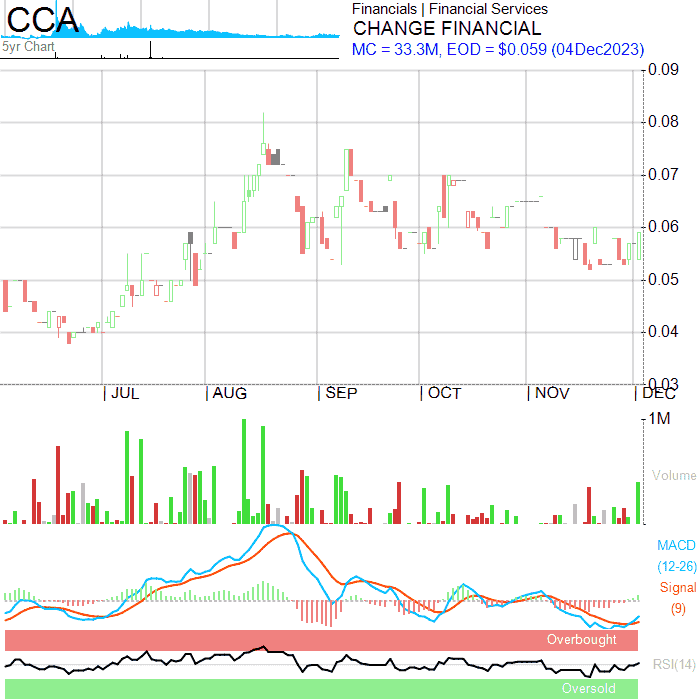 CCA
5yr Chart
Financials | Financial Services
CHANGE FINANCIAL
MC = 33.3M, EOD = $0.059 (04Dec2023)
0.09
0.08
0.07
0.06
0.05
0.04
0.03
| JUL | AUG | SEP | OCT | NOV | DEC
1M
Volume
MACD
(12-26)
Signal
(9)
Overbought
RSI(14)
Oversold